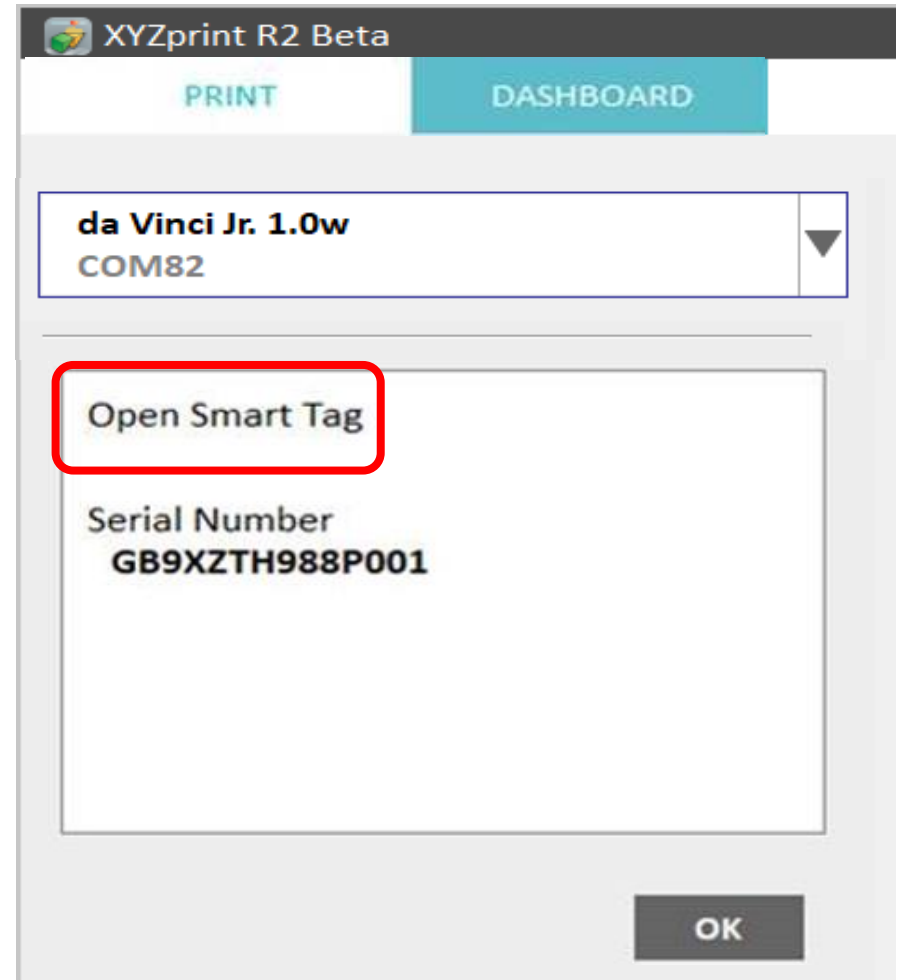 XYZprint R2 Beta
PRINT DASHBOARD
da Vinci Jr. 1.0w
COM82
Open Smart Tag
Serial Number
GB9XZTH988P001
OK